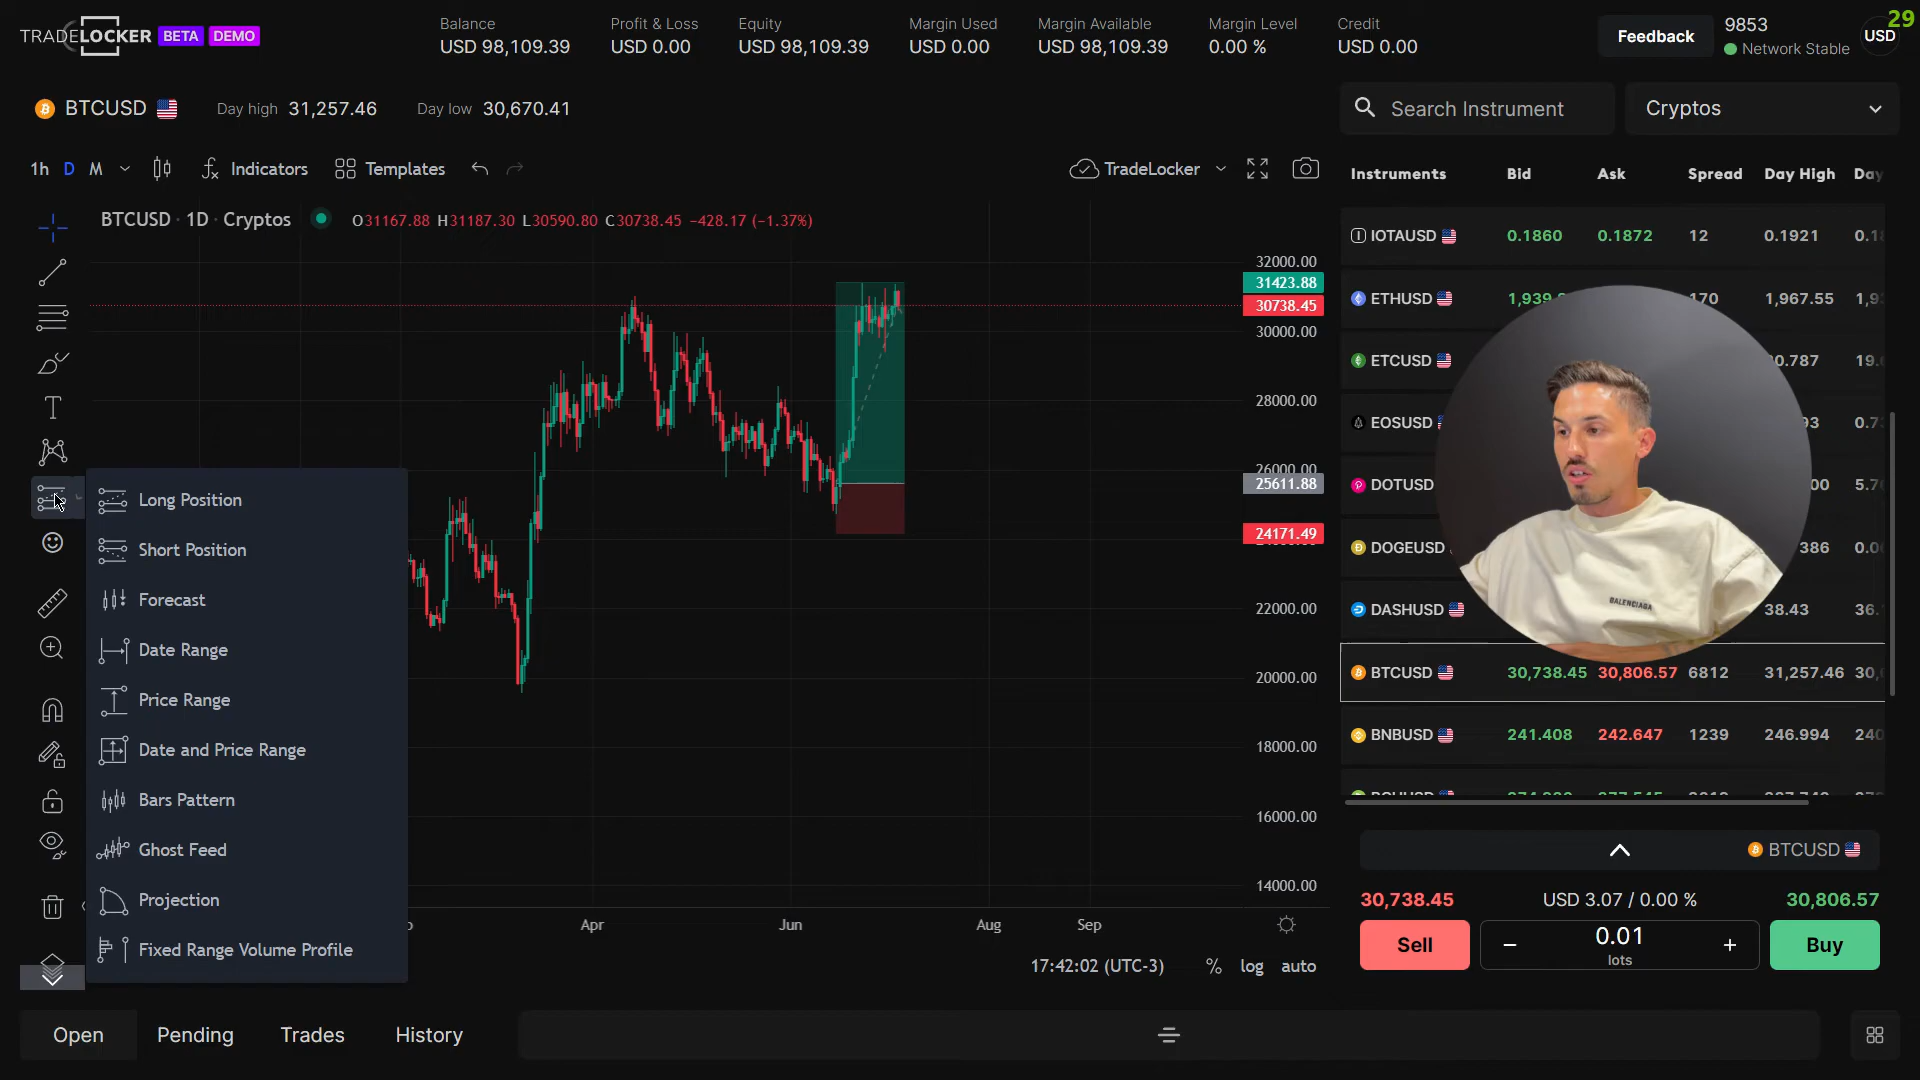 TRADELOCKER BETA DEMO
Balance
USD 98,109.39
Profit & Loss
USD 0.00
Equity
USD 98,109.39
Margin Used
USD 0.00
Margin Available
USD 98,109.39
Margin Level
0.00 %
Credit
USD 0.00
Feedback
9853
Network Stable
USD
29
BTCUSD Day high 31,257.46 Day low 30,670.41
Search Instrument
Cryptos
1h D M Indicators Templates
TradeLocker
BTCUSD · 1D · Cryptos O31167.88 H31187.30 L30590.80 C30738.45 −428.17 (−1.37%)
32000.00
31423.88
30738.45
30000.00
28000.00
26000.00
25611.88
24171.49
22000.00
20000.00
18000.00
16000.00
14000.00
Long Position
Short Position
Forecast
Date Range
Price Range
Date and Price Range
Bars Pattern
Ghost Feed
Projection
Fixed Range Volume Profile
Apr Jun Aug Sep
17:42:02 (UTC-3) % log auto
Instruments Bid Ask Spread Day High Day
IOTAUSD 0.1860 0.1872 12 0.1921
ETHUSD 1,967.55
ETCUSD
EOSUSD
DOTUSD
DOGEUSD
DASHUSD 38.43
BALENCIAGA
BTCUSD 30,738.45 30,806.57 6812 31,257.46
BNBUSD 241.408 242.647 1239 246.994
BTCUSD
30,738.45 USD 3.07 / 0.00 % 30,806.57
Sell − 0.01 + Buy
lots
Open Pending Trades History